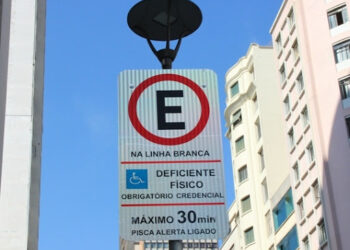 E
NA LINHA BRANCA
DEFICIENTE
FÍSICO
OBRIGATÓRIO CREDENCIAL
MÁXIMO 30min
PISCA ALERTA LIGADO